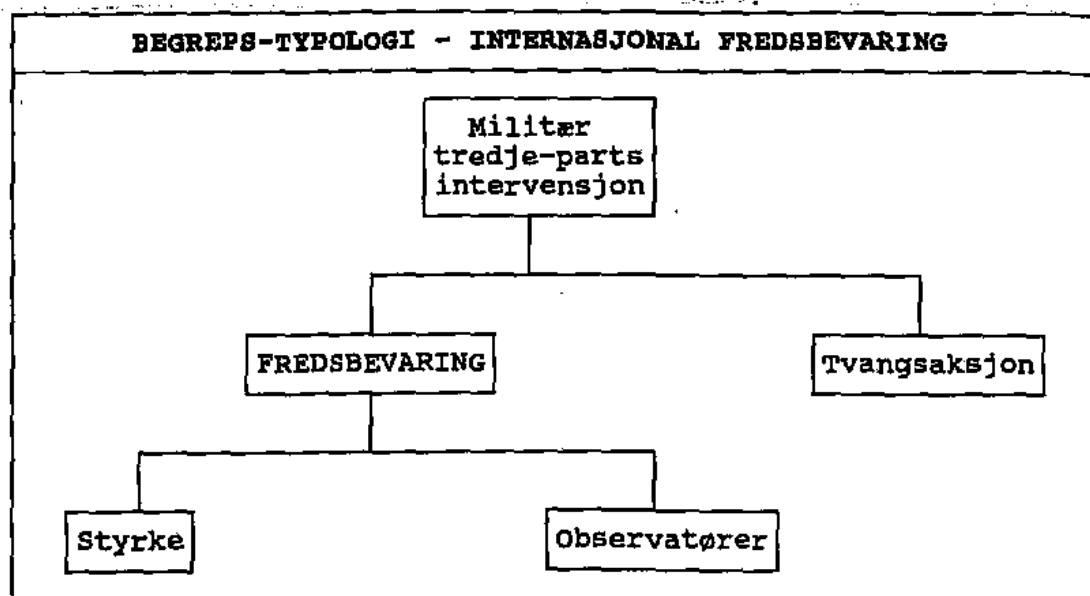 BEGREPS-TYPOLOGI - INTERNASJONAL FREDSBEVARING
Militær
tredje-parts
intervensjon
FREDSBEVARING
Tvangsaksjon
Styrke
Observatører